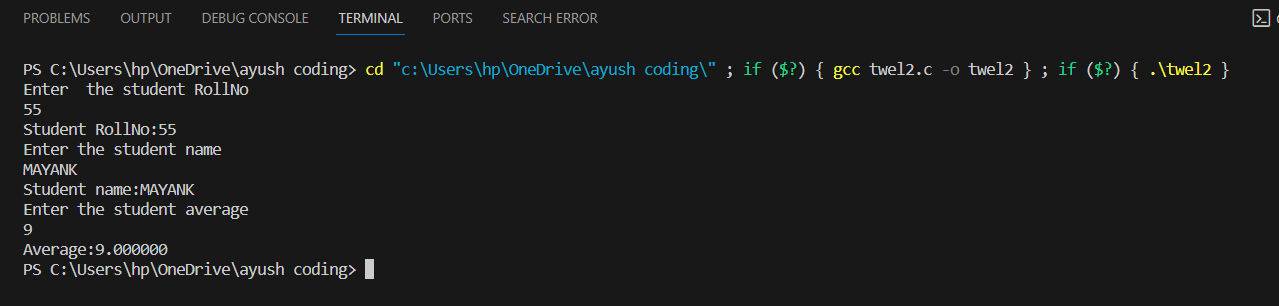 PROBLEMS OUTPUT DEBUG CONSOLE TERMINAL PORTS SEARCH ERROR
PS C:\Users\hp\OneDrive\ayush coding> cd "c:\Users\hp\OneDrive\ayush coding\" ; if ($?) { gcc twel2.c -o twel2 } ; if ($?) { .\twel2 }
Enter  the student RollNo
55
Student RollNo:55
Enter the student name
MAYANK
Student name:MAYANK
Enter the student average
9
Average:9.000000
PS C:\Users\hp\OneDrive\ayush coding>